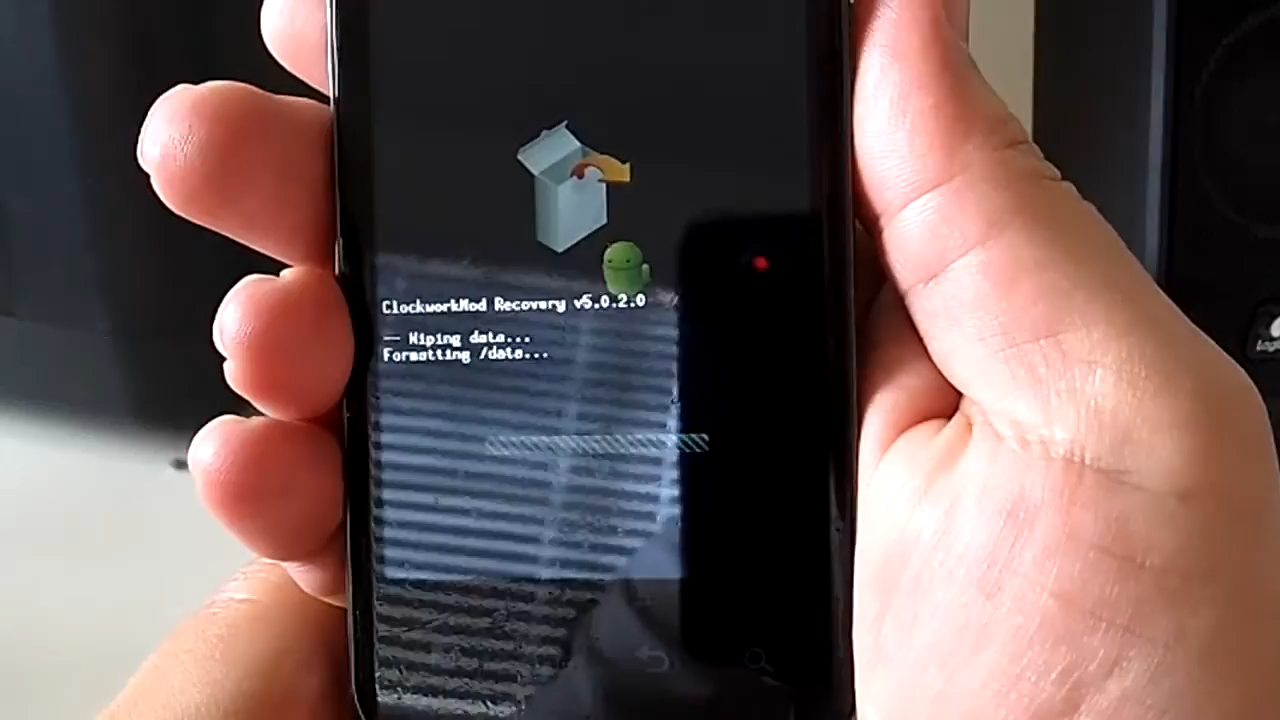 ClockworkMod Recovery v5.0.2.0
-- Wiping data...
Formatting /data...